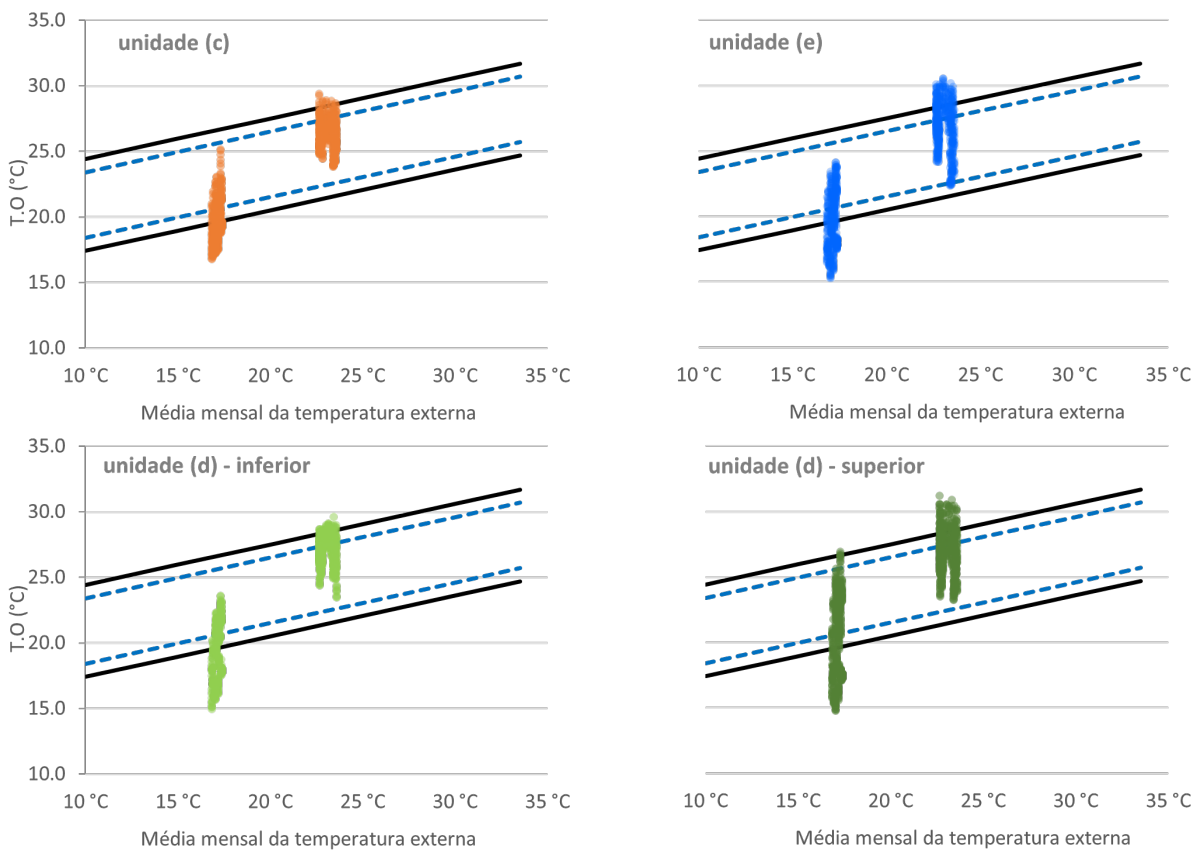 35.0
unidade (c)
30.0
25.0
20.0
15.0
10.0
T.O (°C)
10 °C 15 °C 20 °C 25 °C 30 °C 35 °C
Média mensal da temperatura externa
unidade (e)
10 °C 15 °C 20 °C 25 °C 30 °C 35 °C
Média mensal da temperatura externa
35.0
unidade (d) - inferior
30.0
25.0
20.0
15.0
10.0
T.O (°C)
10 °C 15 °C 20 °C 25 °C 30 °C 35 °C
Média mensal da temperatura externa
unidade (d) - superior
10 °C 15 °C 20 °C 25 °C 30 °C 35 °C
Média mensal da temperatura externa